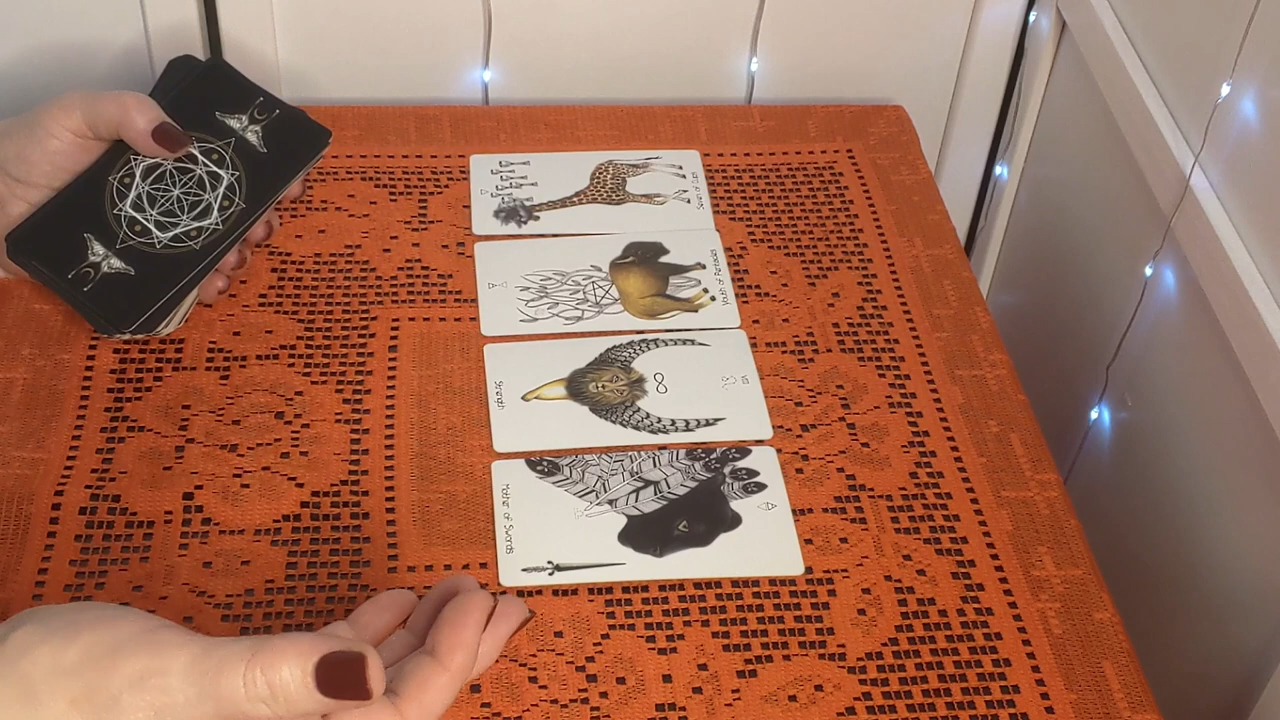 Seven of Cups
Youth of Pentacles
Strength
VIII
Mother of Swords